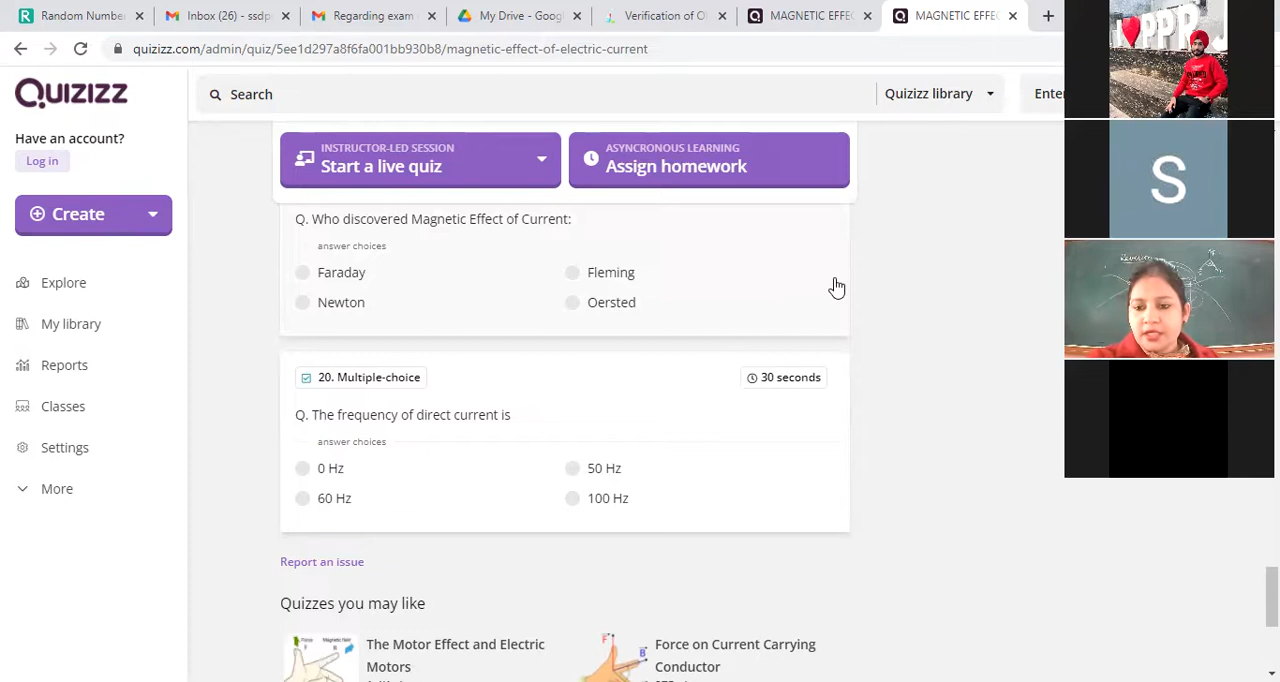 Random Numbe
Inbox (26) - ssdp
Regarding exam
My Drive - Goog
Verification of O
MAGNETIC EFFEC
MAGNETIC EFFEC
quizizz.com/admin/quiz/5ee1d297a8f6fa001bb930b8/magnetic-effect-of-electric-current
QUIZIZZ
Search
Quizizz library
Enter
Have an account?
Log in
Create
Explore
My library
Reports
Classes
Settings
More
INSTRUCTOR-LED SESSION
Start a live quiz
ASYNCRONOUS LEARNING
Assign homework
Q. Who discovered Magnetic Effect of Current:
answer choices
Faraday
Fleming
Newton
Oersted
20. Multiple-choice
30 seconds
Q. The frequency of direct current is
answer choices
0 Hz
50 Hz
60 Hz
100 Hz
Report an issue
Quizzes you may like
The Motor Effect and Electric
Motors
Force on Current Carrying
Conductor
PPR
S
Revision